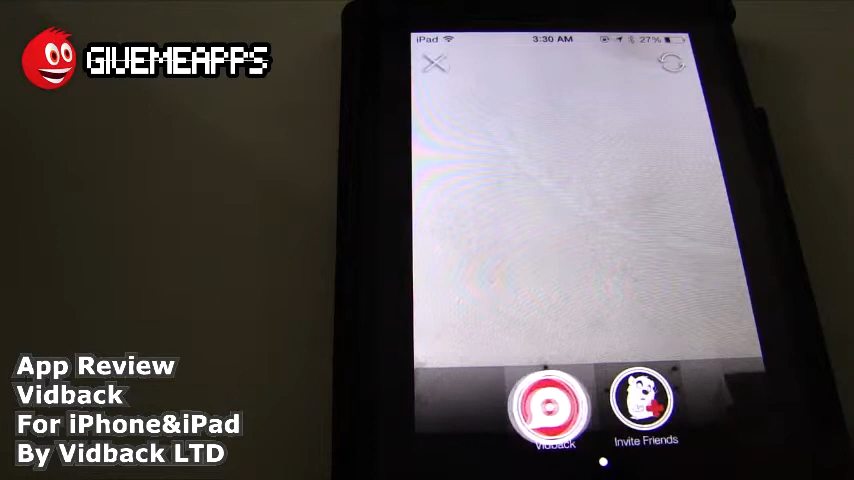 GIVEMEAPPS
iPad 3:30 AM 27%
Vidback Invite Friends
App Review
Vidback
For iPhone&iPad
By Vidback LTD